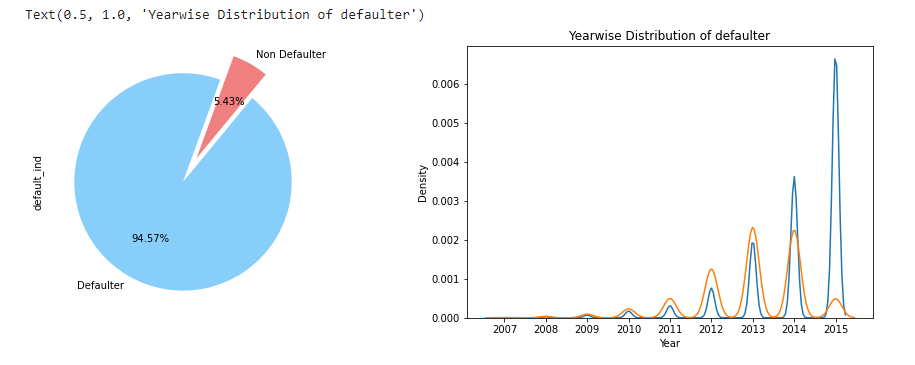 Text(0.5, 1.0, 'Yearwise Distribution of defaulter')
Non Defaulter
5.43%
default_ind
94.57%
Defaulter
Yearwise Distribution of defaulter
0.006
0.005
0.004
0.003
0.002
0.001
0.000
Density
2007 2008 2009 2010 2011 2012 2013 2014 2015
Year